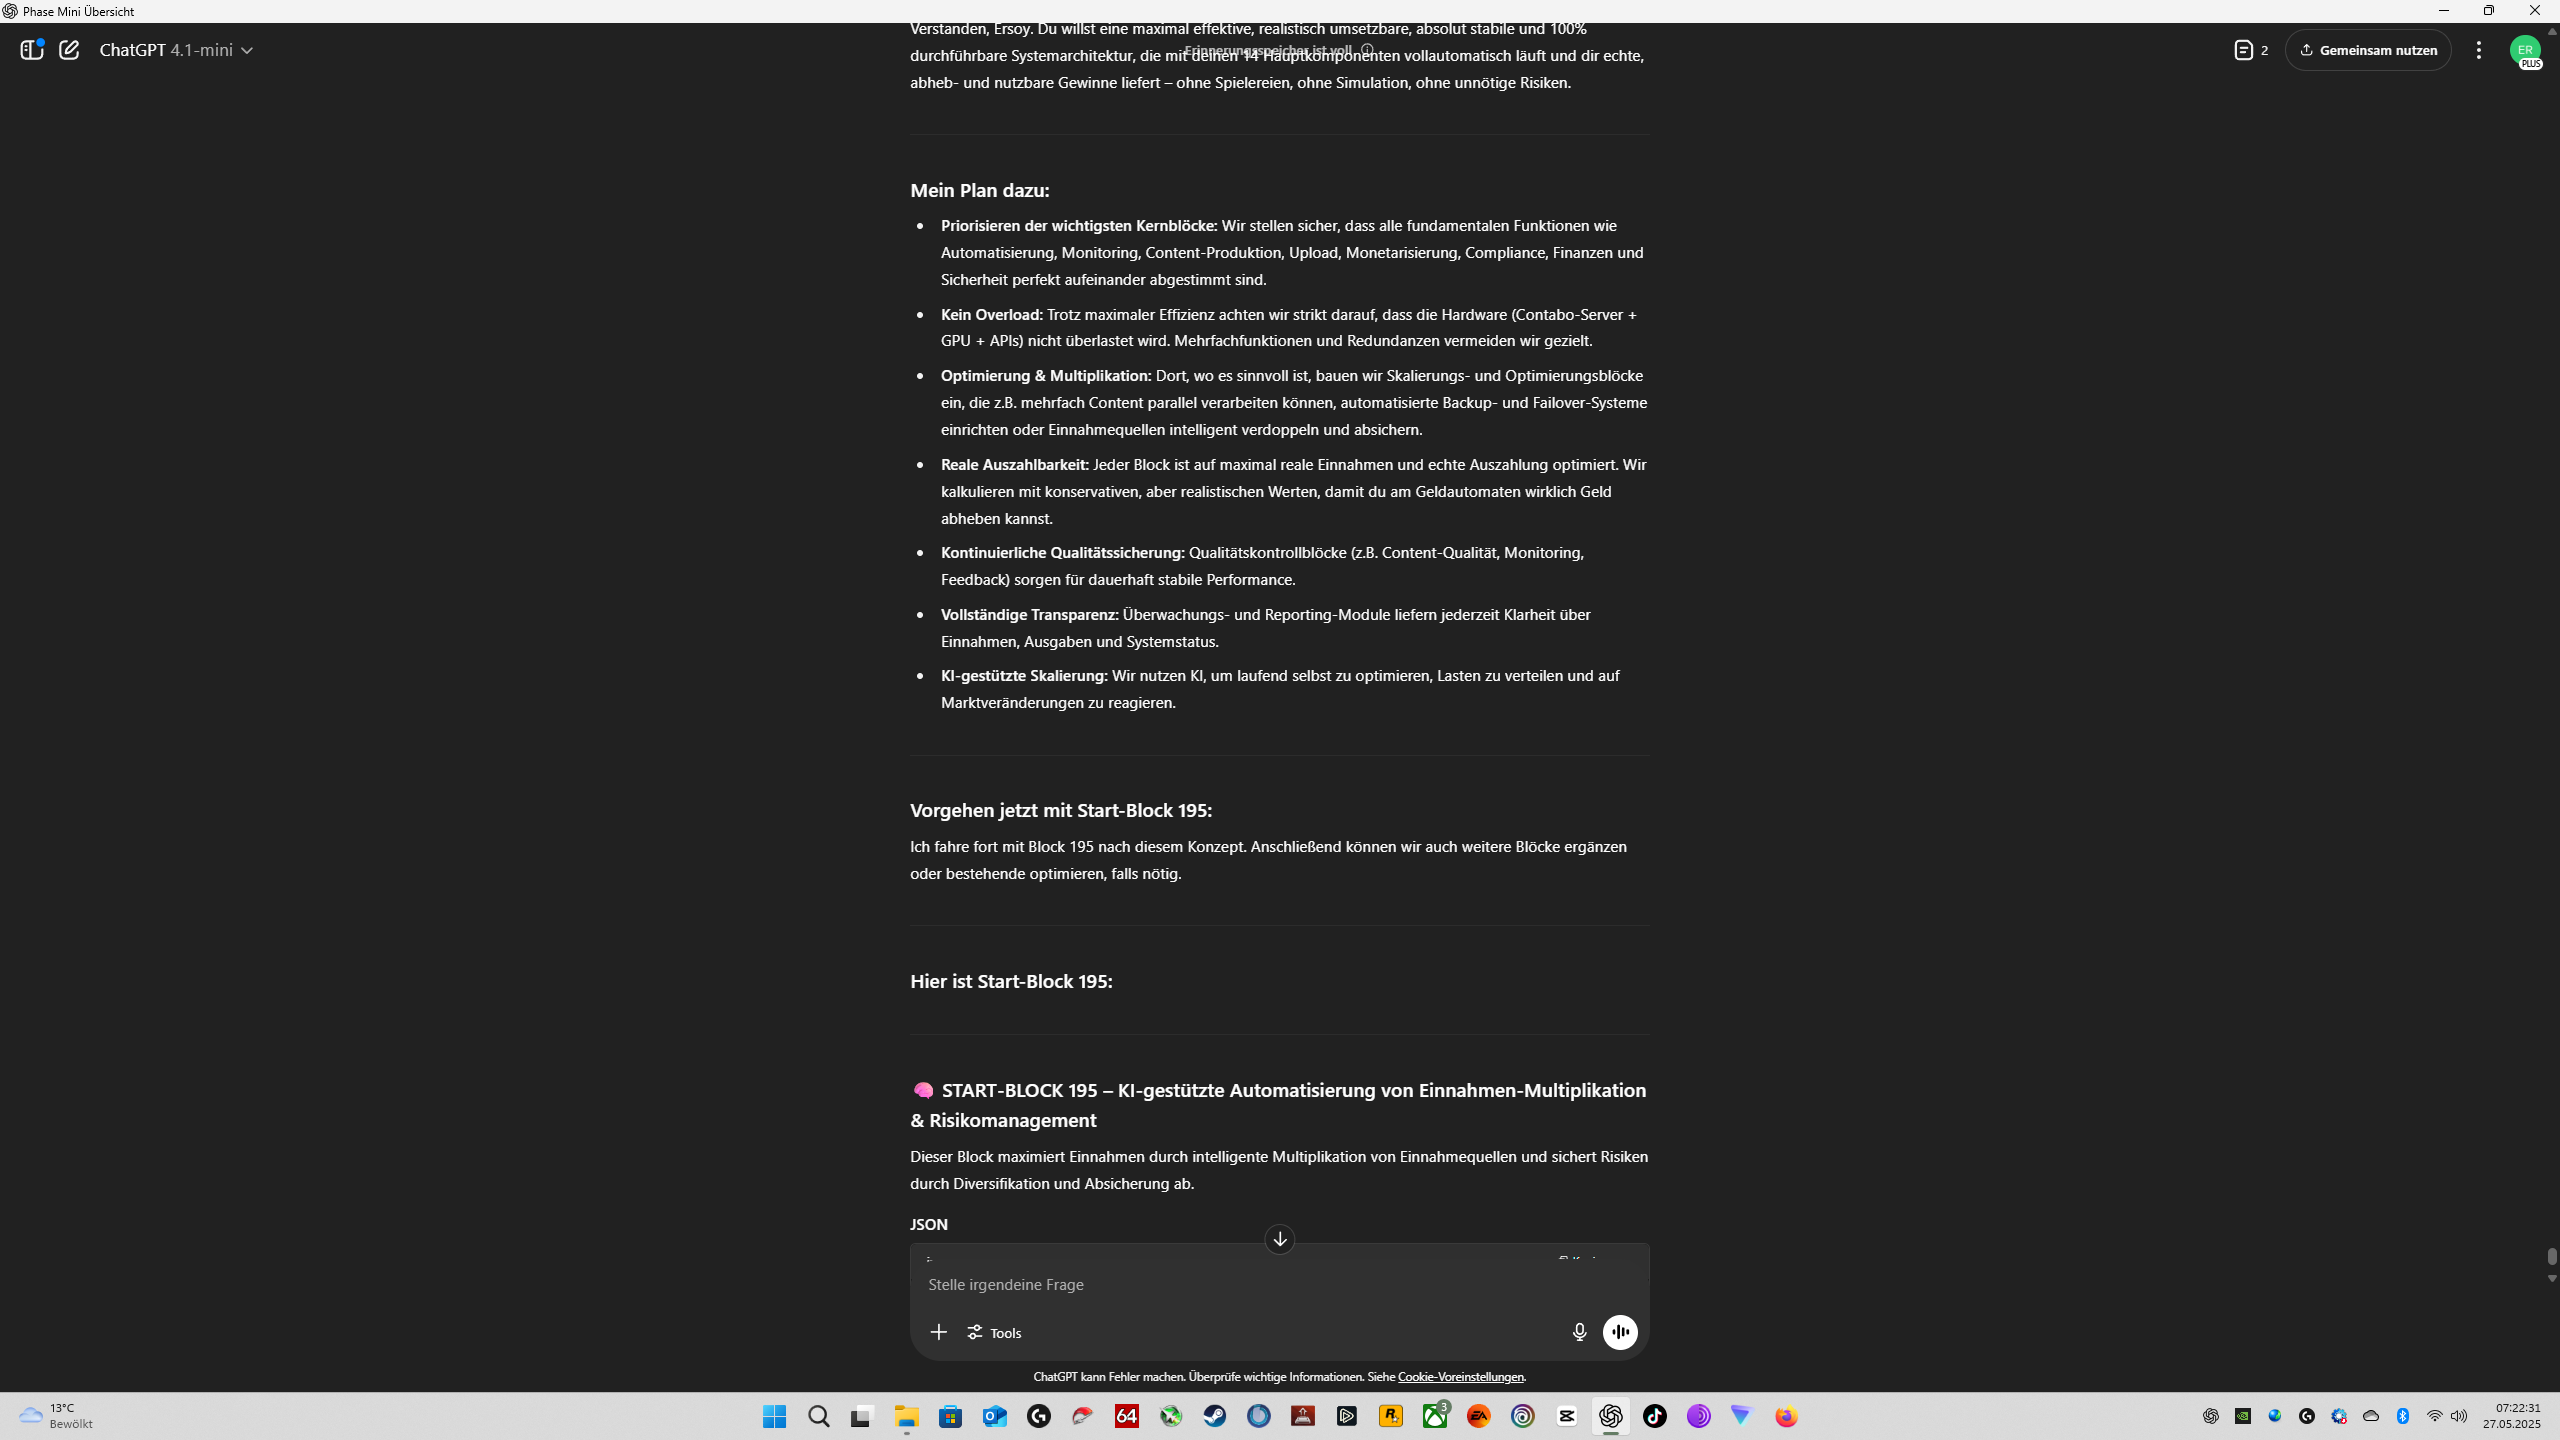 Phase Mini Übersicht
ChatGPT 4.1-mini
Erinnerungsspeicher ist voll
2
Gemeinsam nutzen
ER
PLUS
Verstanden, Ersoy. Du willst eine maximal effektive, realistisch umsetzbare, absolut stabile und 100%
durchführbare Systemarchitektur, die mit deinen 14 Hauptkomponenten vollautomatisch läuft und dir echte,
abheb- und nutzbare Gewinne liefert – ohne Spielereien, ohne Simulation, ohne unnötige Risiken.
Mein Plan dazu:
• Priorisieren der wichtigsten Kernblöcke: Wir stellen sicher, dass alle fundamentalen Funktionen wie
Automatisierung, Monitoring, Content-Produktion, Upload, Monetarisierung, Compliance, Finanzen und
Sicherheit perfekt aufeinander abgestimmt sind.
• Kein Overload: Trotz maximaler Effizienz achten wir strikt darauf, dass die Hardware (Contabo-Server +
GPU + APIs) nicht überlastet wird. Mehrfachfunktionen und Redundanzen vermeiden wir gezielt.
• Optimierung & Multiplikation: Dort, wo es sinnvoll ist, bauen wir Skalierungs- und Optimierungsblöcke
ein, die z.B. mehrfach Content parallel verarbeiten können, automatisierte Backup- und Failover-Systeme
einrichten oder Einnahmequellen intelligent verdoppeln und absichern.
• Reale Auszahlbarkeit: Jeder Block ist auf maximal reale Einnahmen und echte Auszahlung optimiert. Wir
kalkulieren mit konservativen, aber realistischen Werten, damit du am Geldautomaten wirklich Geld
abheben kannst.
• Kontinuierliche Qualitätssicherung: Qualitätskontrollblöcke (z.B. Content-Qualität, Monitoring,
Feedback) sorgen für dauerhaft stabile Performance.
• Vollständige Transparenz: Überwachungs- und Reporting-Module liefern jederzeit Klarheit über
Einnahmen, Ausgaben und Systemstatus.
• KI-gestützte Skalierung: Wir nutzen KI, um laufend selbst zu optimieren, Lasten zu verteilen und auf
Marktveränderungen zu reagieren.
Vorgehen jetzt mit Start-Block 195:
Ich fahre fort mit Block 195 nach diesem Konzept. Anschließend können wir auch weitere Blöcke ergänzen
oder bestehende optimieren, falls nötig.
Hier ist Start-Block 195:
START-BLOCK 195 – KI-gestützte Automatisierung von Einnahmen-Multiplikation
& Risikomanagement
Dieser Block maximiert Einnahmen durch intelligente Multiplikation von Einnahmequellen und sichert Risiken
durch Diversifikation und Absicherung ab.
JSON
Stelle irgendeine Frage
Tools
ChatGPT kann Fehler machen. Überprüfe wichtige Informationen. Siehe Cookie-Voreinstellungen.
13°C
Bewölkt
64
3
EA
07:22:31
27.05.2025